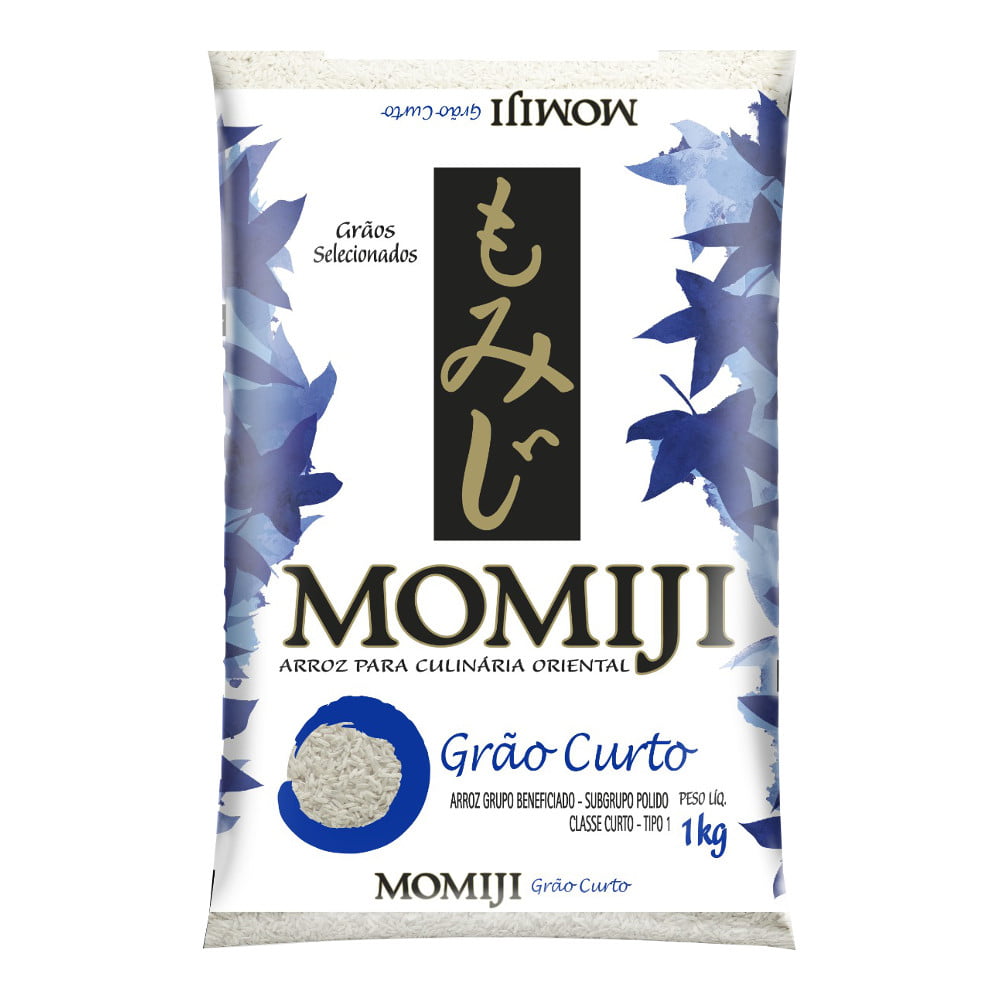 MOMIJI Grão Curto
Grãos
Selecionados
もみじ
MOMIJI
ARROZ PARA CULINÁRIA ORIENTAL
Grão Curto
ARROZ GRUPO BENEFICIADO - SUBGRUPO POLIDO
CLASSE CURTO - TIPO 1
PESO LÍQ.
1kg
MOMIJI Grão Curto